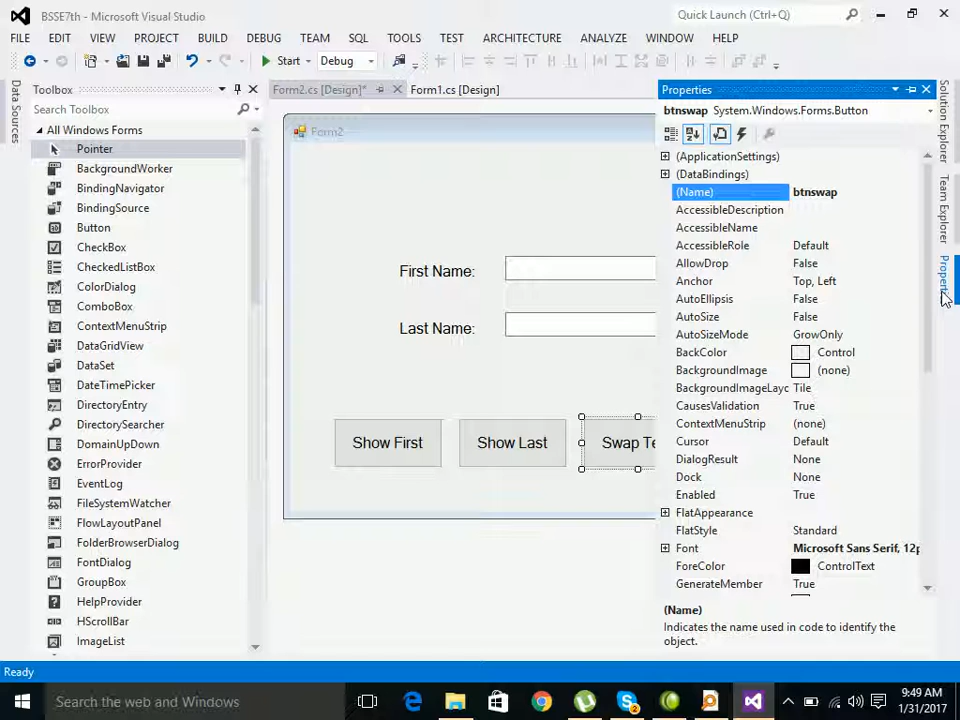 BSSE7th - Microsoft Visual Studio
Quick Launch (Ctrl+Q)
FILE EDIT VIEW PROJECT BUILD DEBUG TEAM SQL TOOLS TEST ARCHITECTURE ANALYZE WINDOW HELP
Start Debug
Data Sources
Toolbox
Search Toolbox
All Windows Forms
Pointer
BackgroundWorker
BindingNavigator
BindingSource
Button
CheckBox
CheckedListBox
ColorDialog
ComboBox
ContextMenuStrip
DataGridView
DataSet
DateTimePicker
DirectoryEntry
DirectorySearcher
DomainUpDown
ErrorProvider
EventLog
FileSystemWatcher
FlowLayoutPanel
FolderBrowserDialog
FontDialog
GroupBox
HelpProvider
HScrollBar
ImageList
Form2.cs [Design]* Form1.cs [Design]
Form2
First Name:
Last Name:
Show First Show Last Swap Te
Properties
btnswap System.Windows.Forms.Button
(ApplicationSettings)
(DataBindings)
(Name) btnswap
AccessibleDescription
AccessibleName
AccessibleRole Default
AllowDrop False
Anchor Top, Left
AutoEllipsis False
AutoSize False
AutoSizeMode GrowOnly
BackColor Control
BackgroundImage (none)
BackgroundImageLayo Tile
CausesValidation True
ContextMenuStrip (none)
Cursor Default
DialogResult None
Dock None
Enabled True
FlatAppearance
FlatStyle Standard
Font Microsoft Sans Serif, 12p
ForeColor ControlText
GenerateMember True
(Name)
Indicates the name used in code to identify the
object.
Solution Explorer
Team Explorer
Properti
Ready
Search the web and Windows
2
9:49 AM
1/31/2017